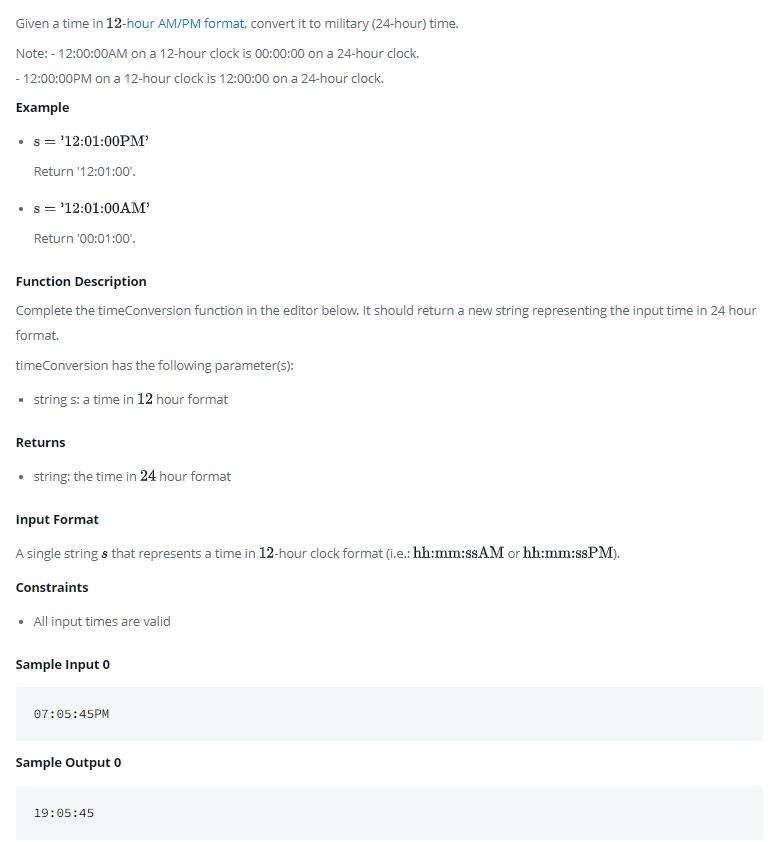 Given a time in 12-hour AM/PM format, convert it to military (24-hour) time.
Note: - 12:00:00AM on a 12-hour clock is 00:00:00 on a 24-hour clock.
- 12:00:00PM on a 12-hour clock is 12:00:00 on a 24-hour clock.
Example
• s = '12:01:00PM'
Return '12:01:00'.
• s = '12:01:00AM'
Return '00:01:00'.
Function Description
Complete the timeConversion function in the editor below. It should return a new string representing the input time in 24 hour
format.
timeConversion has the following parameter(s):
• string s: a time in 12 hour format
Returns
• string: the time in 24 hour format
Input Format
A single string s that represents a time in 12-hour clock format (i.e.: hh:mm:ssAM or hh:mm:ssPM).
Constraints
• All input times are valid
Sample Input 0
07:05:45PM
Sample Output 0
19:05:45